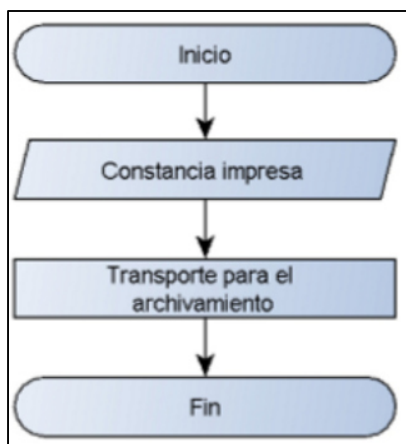 Inicio
Constancia impresa
Transporte para el
archivamiento
Fin